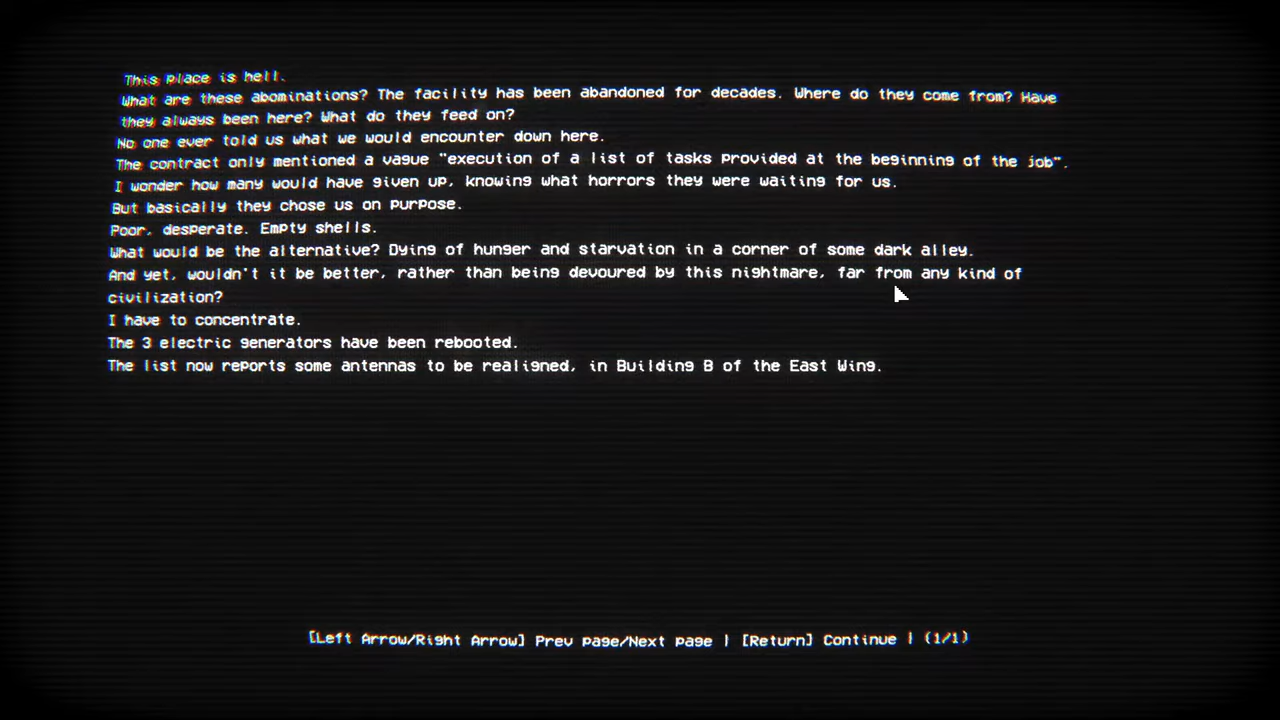 This place is hell.
What are these abominations? The facility has been abandoned for decades. Where do they come from? Have
they always been here? What do they feed on?
No one ever told us what we would encounter down here.
The contract only mentioned a vague "execution of a list of tasks provided at the beginning of the job".
I wonder how many would have given up, knowing what horrors they were waiting for us.
But basically they chose us on purpose.
Poor, desperate. Empty shells.
What would be the alternative? Dying of hunger and starvation in a corner of some dark alley.
And yet, wouldn't it be better, rather than being devoured by this nightmare, far from any kind of
civilization?
I have to concentrate.
The 3 electric generators have been rebooted.
The list now reports some antennas to be realigned, in Building B of the East Wing.
[Left Arrow/Right Arrow] Prev page/Next page | [Return] Continue | (1/1)